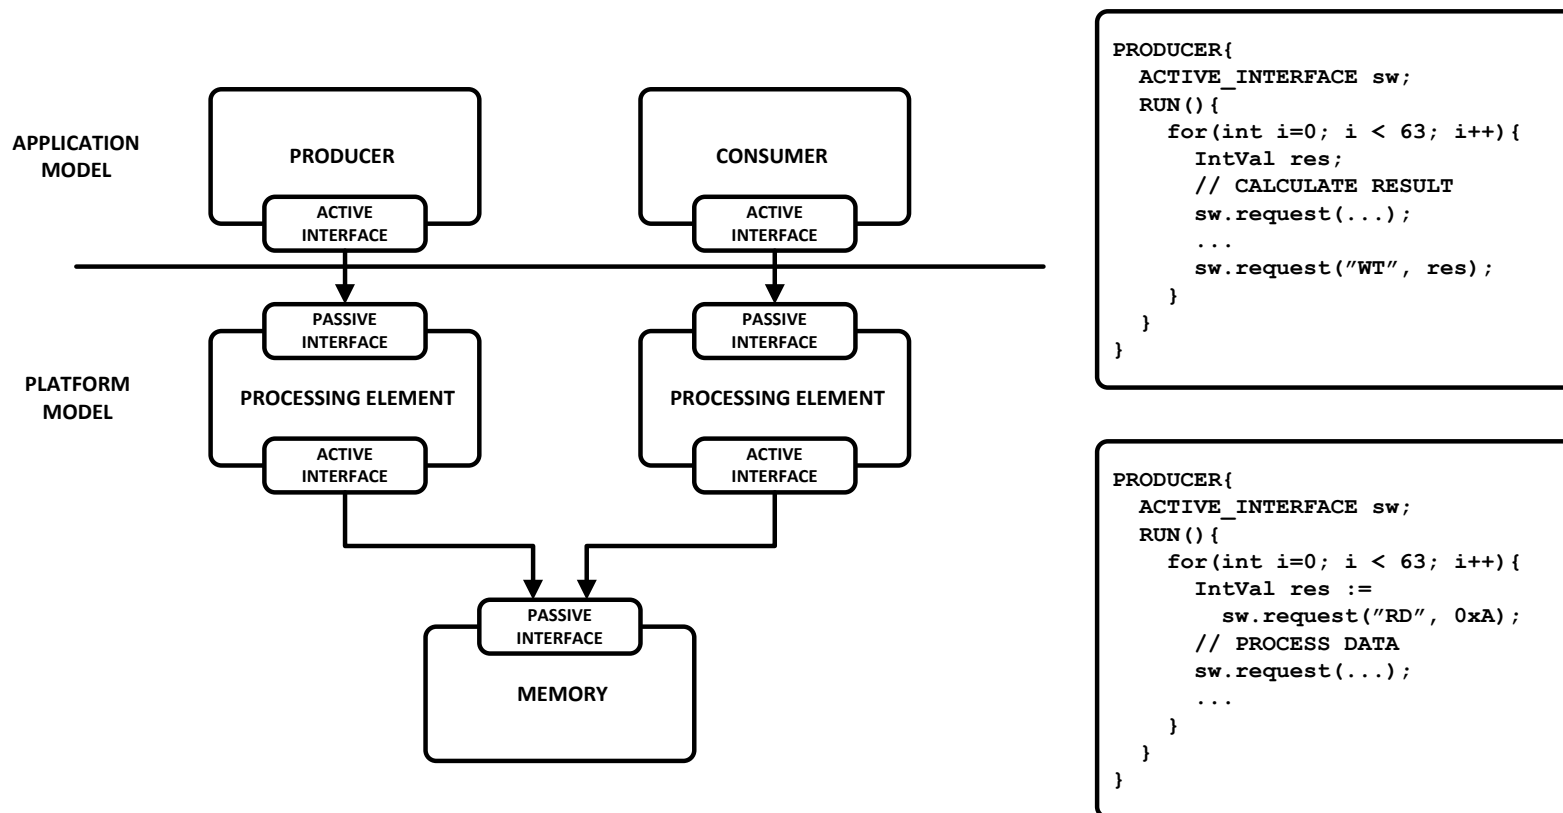 APPLICATION
MODEL
PRODUCER
ACTIVE
INTERFACE
CONSUMER
ACTIVE
INTERFACE
PLATFORM
MODEL
PASSIVE
INTERFACE
PROCESSING ELEMENT
ACTIVE
INTERFACE
PASSIVE
INTERFACE
PROCESSING ELEMENT
ACTIVE
INTERFACE
PASSIVE
INTERFACE
MEMORY
PRODUCER{
  ACTIVE_INTERFACE sw;
  RUN(){
    for(int i=0; i < 63; i++){
      IntVal res;
      // CALCULATE RESULT
      sw.request(...);
      ...
      sw.request(”WT”, res);
    }
  }
}
PRODUCER{
  ACTIVE_INTERFACE sw;
  RUN(){
    for(int i=0; i < 63; i++){
      IntVal res :=
        sw.request(”RD”, 0xA);
      // PROCESS DATA
      sw.request(...);
      ...
    }
  }
}